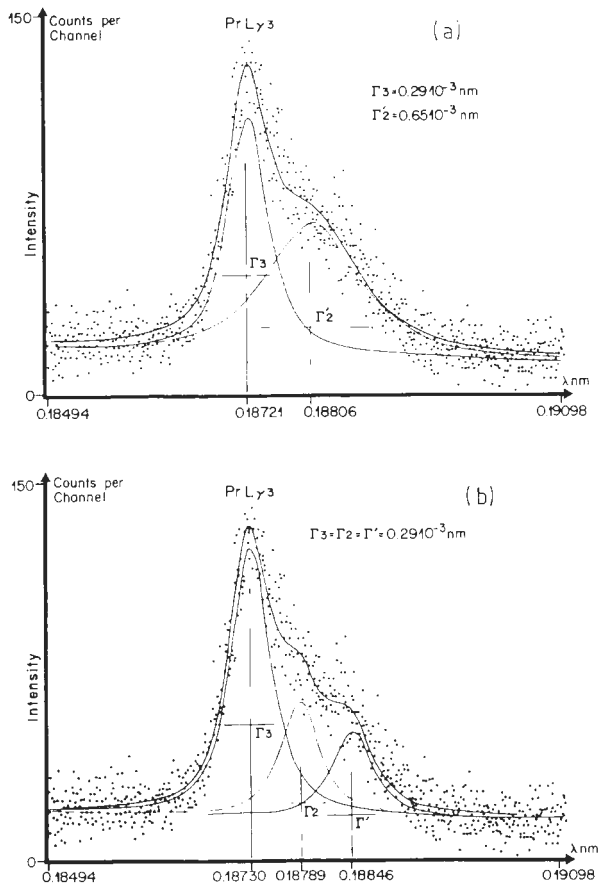 150
Counts per
Channel
Pr Lγ3
(a)
Γ3=0.2910⁻³nm
Γ'2=0.6510⁻³nm
Intensity
Γ3
Γ'2
0
λnm
0.18494
0.18721
0.18806
0.19098
150
Counts per
Channel
Pr Lγ3
(b)
Γ3=Γ2=Γ'=0.2910⁻³nm
Intensity
Γ3
Γ2
Γ'
0
λnm
0.18494
0.18730
0.18789
0.18846
0.19098